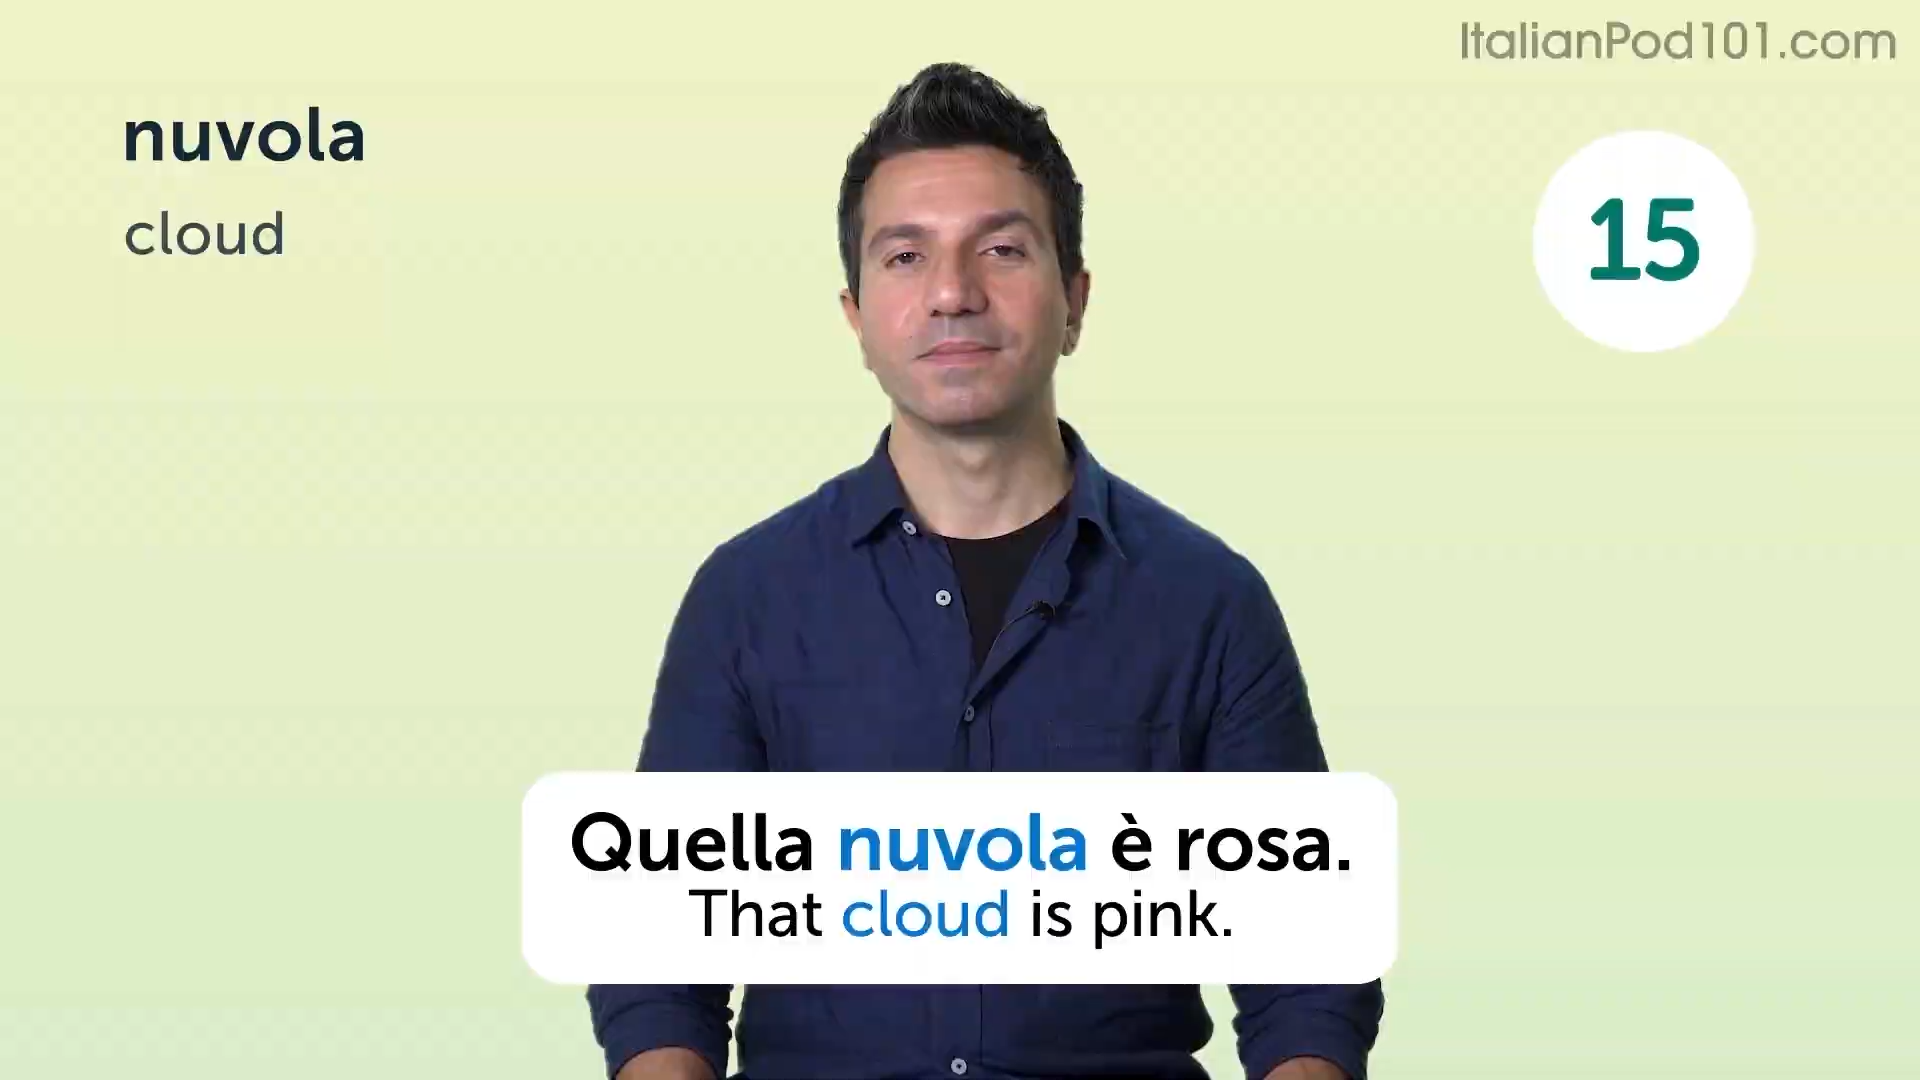 ItalianPod101.com
nuvola
cloud
15
Quella nuvola è rosa.
That cloud is pink.